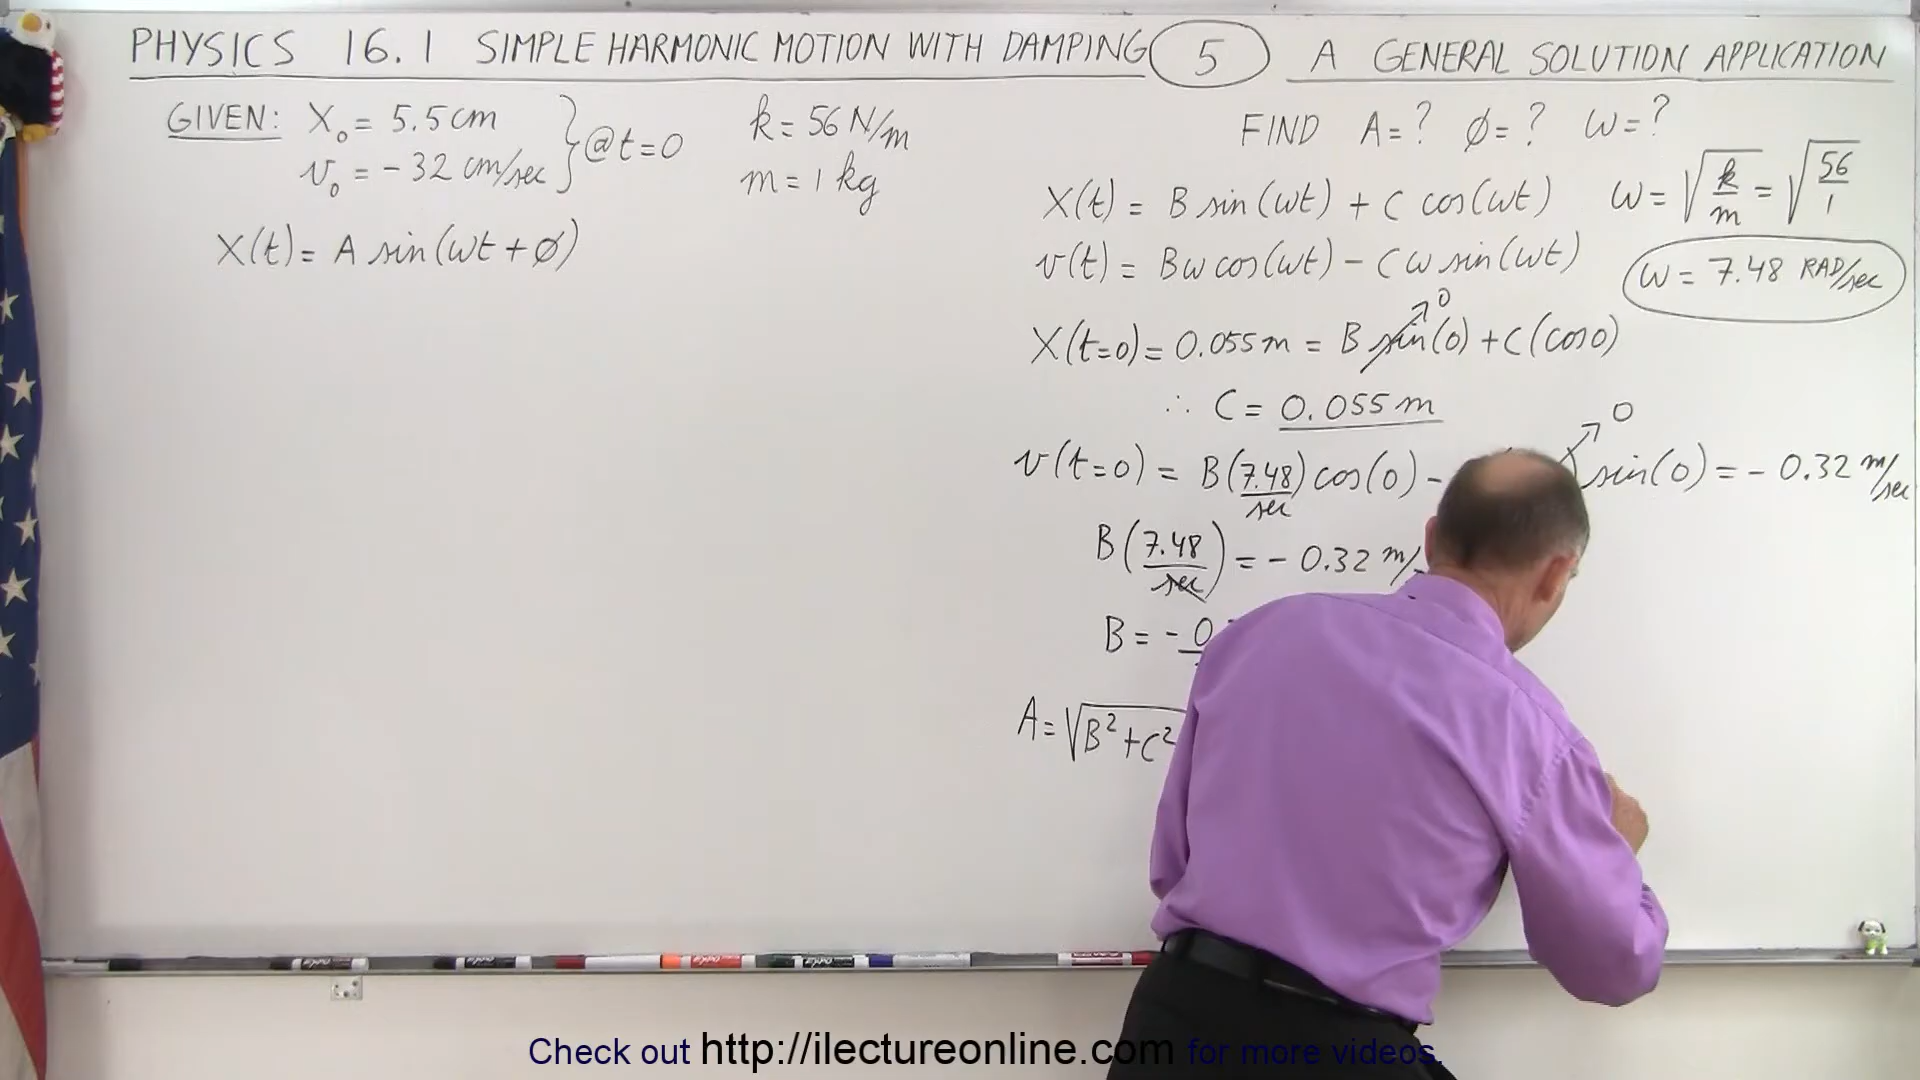 PHYSICS 16.1 SIMPLE HARMONIC MOTION WITH DAMPING 5 A GENERAL SOLUTION APPLICATION
GIVEN: X₀ = 5.5 cm
v₀ = -32 cm/sec } @ t=0
k = 56 N/m
m = 1 kg
X(t) = A sin(ωt + ϕ)
FIND A=? ϕ=? ω=?
X(t) = B sin(ωt) + C cos(ωt)
ω = √(k/m) = √(56/1)
v(t) = Bω cos(ωt) - Cω sin(ωt)
ω = 7.48 RAD/sec
0
X(t=0) = 0.055 m = B sin(0) + C(cos0)
∴ C = 0.055 m
0
v(t=0) = B(7.48/sec) cos(0) - sin(0) = - 0.32 m/sec
B(7.48/sec) = - 0.32 m/
B = - 0
A = √B² + C²
Check out http://ilectureonline.com for more videos.